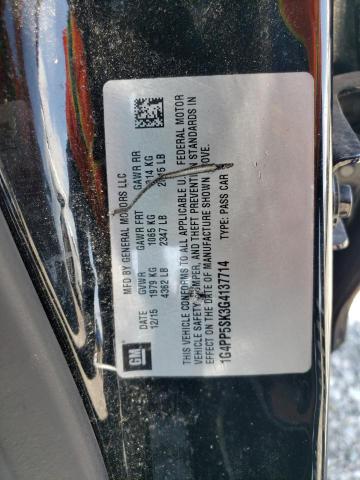 MFD BY GENERAL MOTORS LLC
DATE GVWR GAWR FRT GAWR RR
12/15 1979 KG 1065 KG 914 KG
4362 LB 2347 LB 2015 LB
THIS VEHICLE CONFORMS TO ALL APPLICABLE U.S. FEDERAL MOTOR
VEHICLE SAFETY, BUMPER, AND THEFT PREVENTION STANDARDS IN
EFFECT ON THE DATE OF MANUFACTURE SHOWN ABOVE.
1G4PP5SK3G4137714 TYPE: PASS CAR
GM